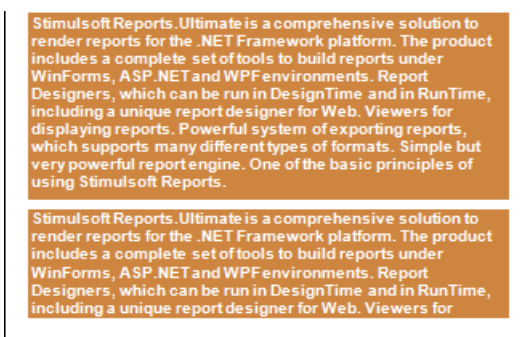 Stimulsoft Reports.Ultimate is a comprehensive solution to
render reports for the .NET Framework platform. The product
includes a complete set of tools to build reports under
WinForms, ASP.NET and WPF environments. Report
Designers, which can be run in DesignTime and in RunTime,
including a unique report designer for Web. Viewers for
displaying reports. Powerful system of exporting reports,
which supports many different types of formats. Simple but
very powerful report engine. One of the basic principles of
using Stimulsoft Reports.
Stimulsoft Reports.Ultimate is a comprehensive solution to
render reports for the .NET Framework platform. The product
includes a complete set of tools to build reports under
WinForms, ASP.NET and WPF environments. Report
Designers, which can be run in DesignTime and in RunTime,
including a unique report designer for Web. Viewers for